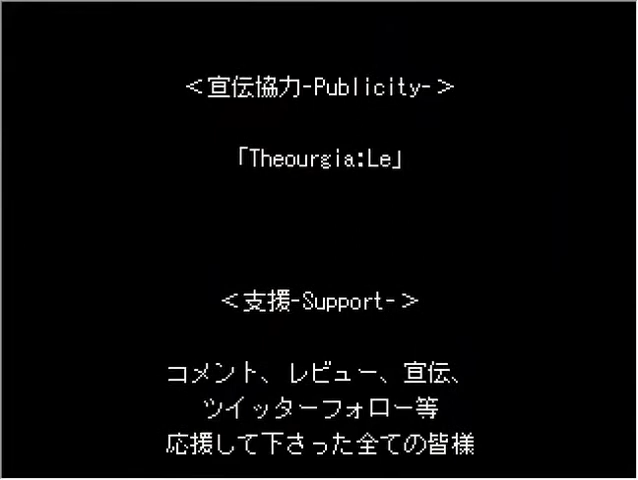 ＜宣伝協力-Publicity-＞
「Theourgia:Le」
＜支援-Support-＞
コメント、レビュー、宣伝、
ツイッターフォロー等
応援して下さった全ての皆様